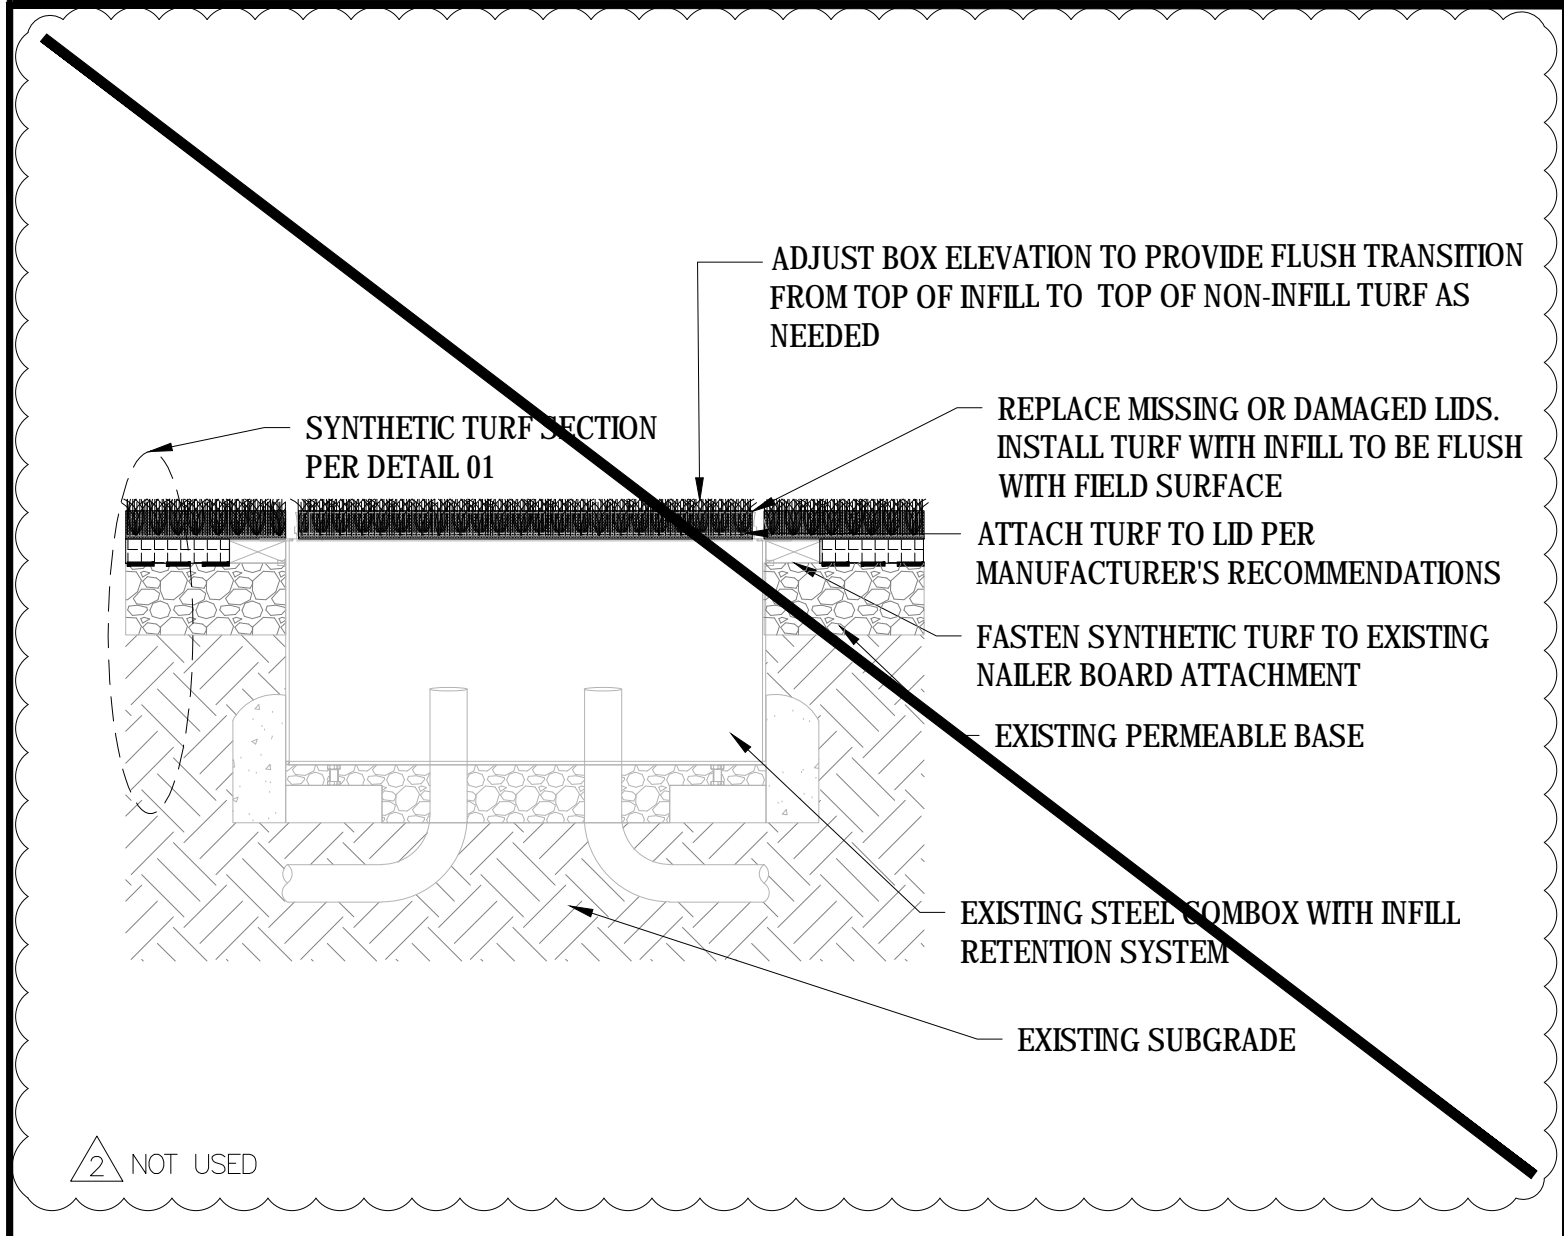 ADJUST BOX ELEVATION TO PROVIDE FLUSH TRANSITION
FROM TOP OF INFILL TO TOP OF NON-INFILL TURF AS
NEEDED
SYNTHETIC TURF SECTION
PER DETAIL 01
REPLACE MISSING OR DAMAGED LIDS.
INSTALL TURF WITH INFILL TO BE FLUSH
WITH FIELD SURFACE
ATTACH TURF TO LID PER
MANUFACTURER'S RECOMMENDATIONS
FASTEN SYNTHETIC TURF TO EXISTING
NAILER BOARD ATTACHMENT
EXISTING PERMEABLE BASE
EXISTING STEEL COMBOX WITH INFILL
RETENTION SYSTEM
EXISTING SUBGRADE
2 NOT USED